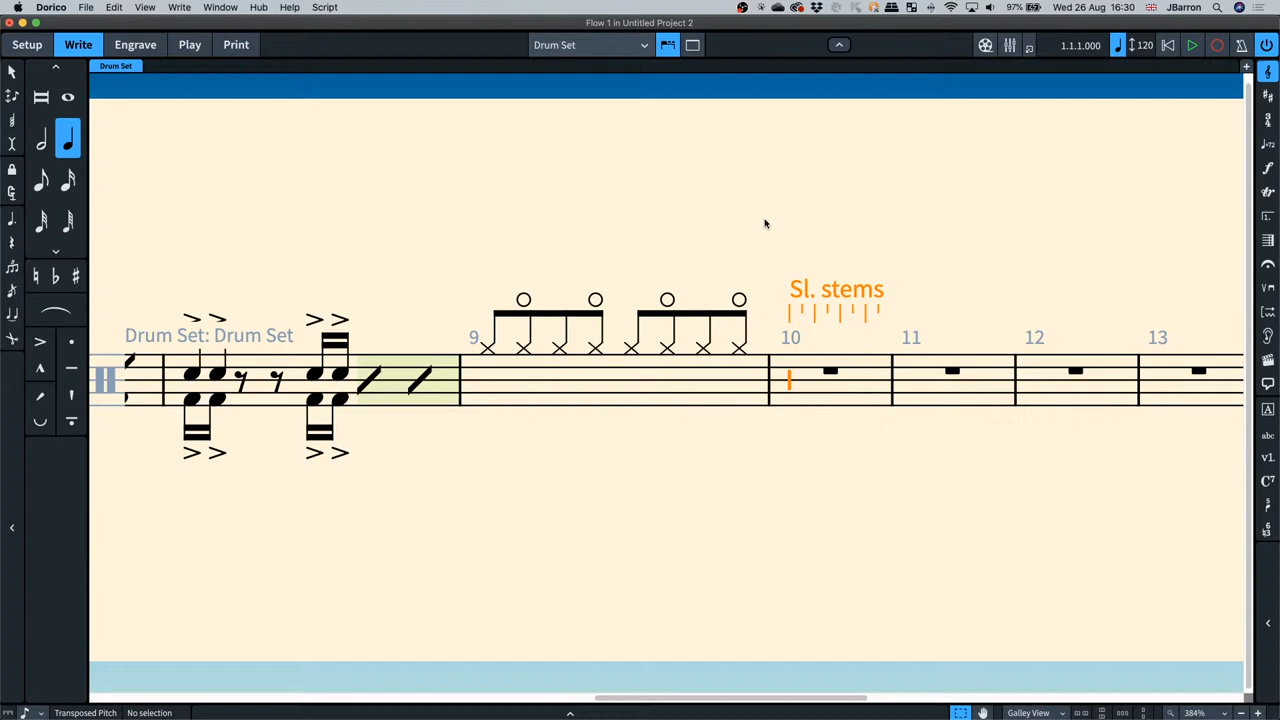 Dorico File Edit View Write Window Hub Help Script 97% Wed 26 Aug 16:30 JBarron
Flow 1 in Untitled Project 2
Setup Write Engrave Play Print Drum Set 1.1.1.000 120
Drum Set
Sl. stems
Drum Set: Drum Set 9 10 11 12 13
Transposed Pitch No selection Galley View 384%